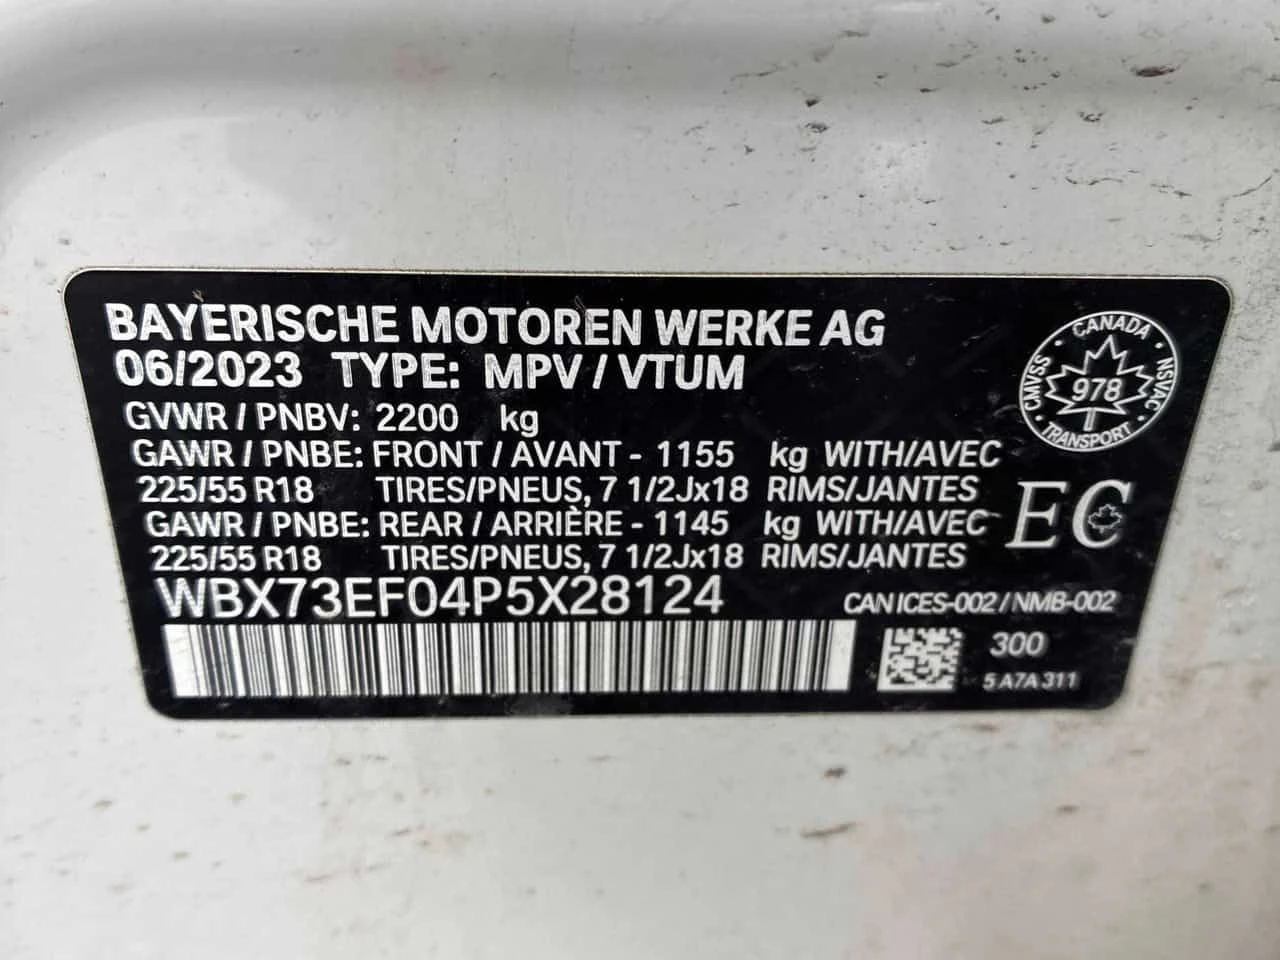 BAYERISCHE MOTOREN WERKE AG
06/2023 TYPE: MPV / VTUM
GVWR / PNBV: 2200 kg
GAWR / PNBE: FRONT / AVANT - 1155 kg WITH/AVEC
225/55 R18 TIRES/PNEUS, 7 1/2Jx18 RIMS/JANTES
GAWR / PNBE: REAR / ARRIÈRE - 1145 kg WITH/AVEC
225/55 R18 TIRES/PNEUS, 7 1/2Jx18 RIMS/JANTES
WBX73EF04P5X28124
CANADA
CMVSS · NSVAC
978
TRANSPORT
EC
CAN ICES-002 / NMB-002
300
5 A7A 311